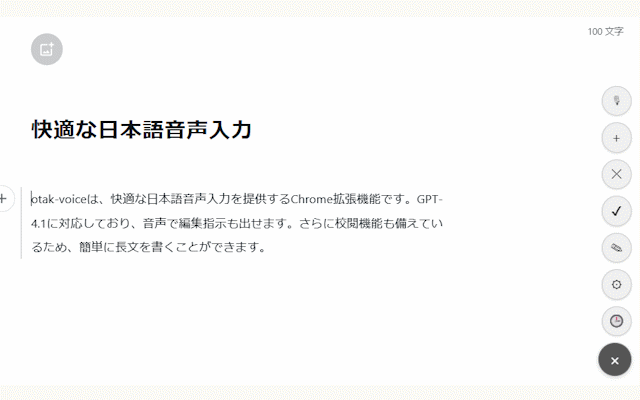 100 文字
快適な日本語音声入力
otak-voiceは、快適な日本語音声入力を提供するChrome拡張機能です。GPT-
4.1に対応しており、音声で編集指示も出せます。さらに校閲機能も備えてい
るため、簡単に長文を書くことができます。